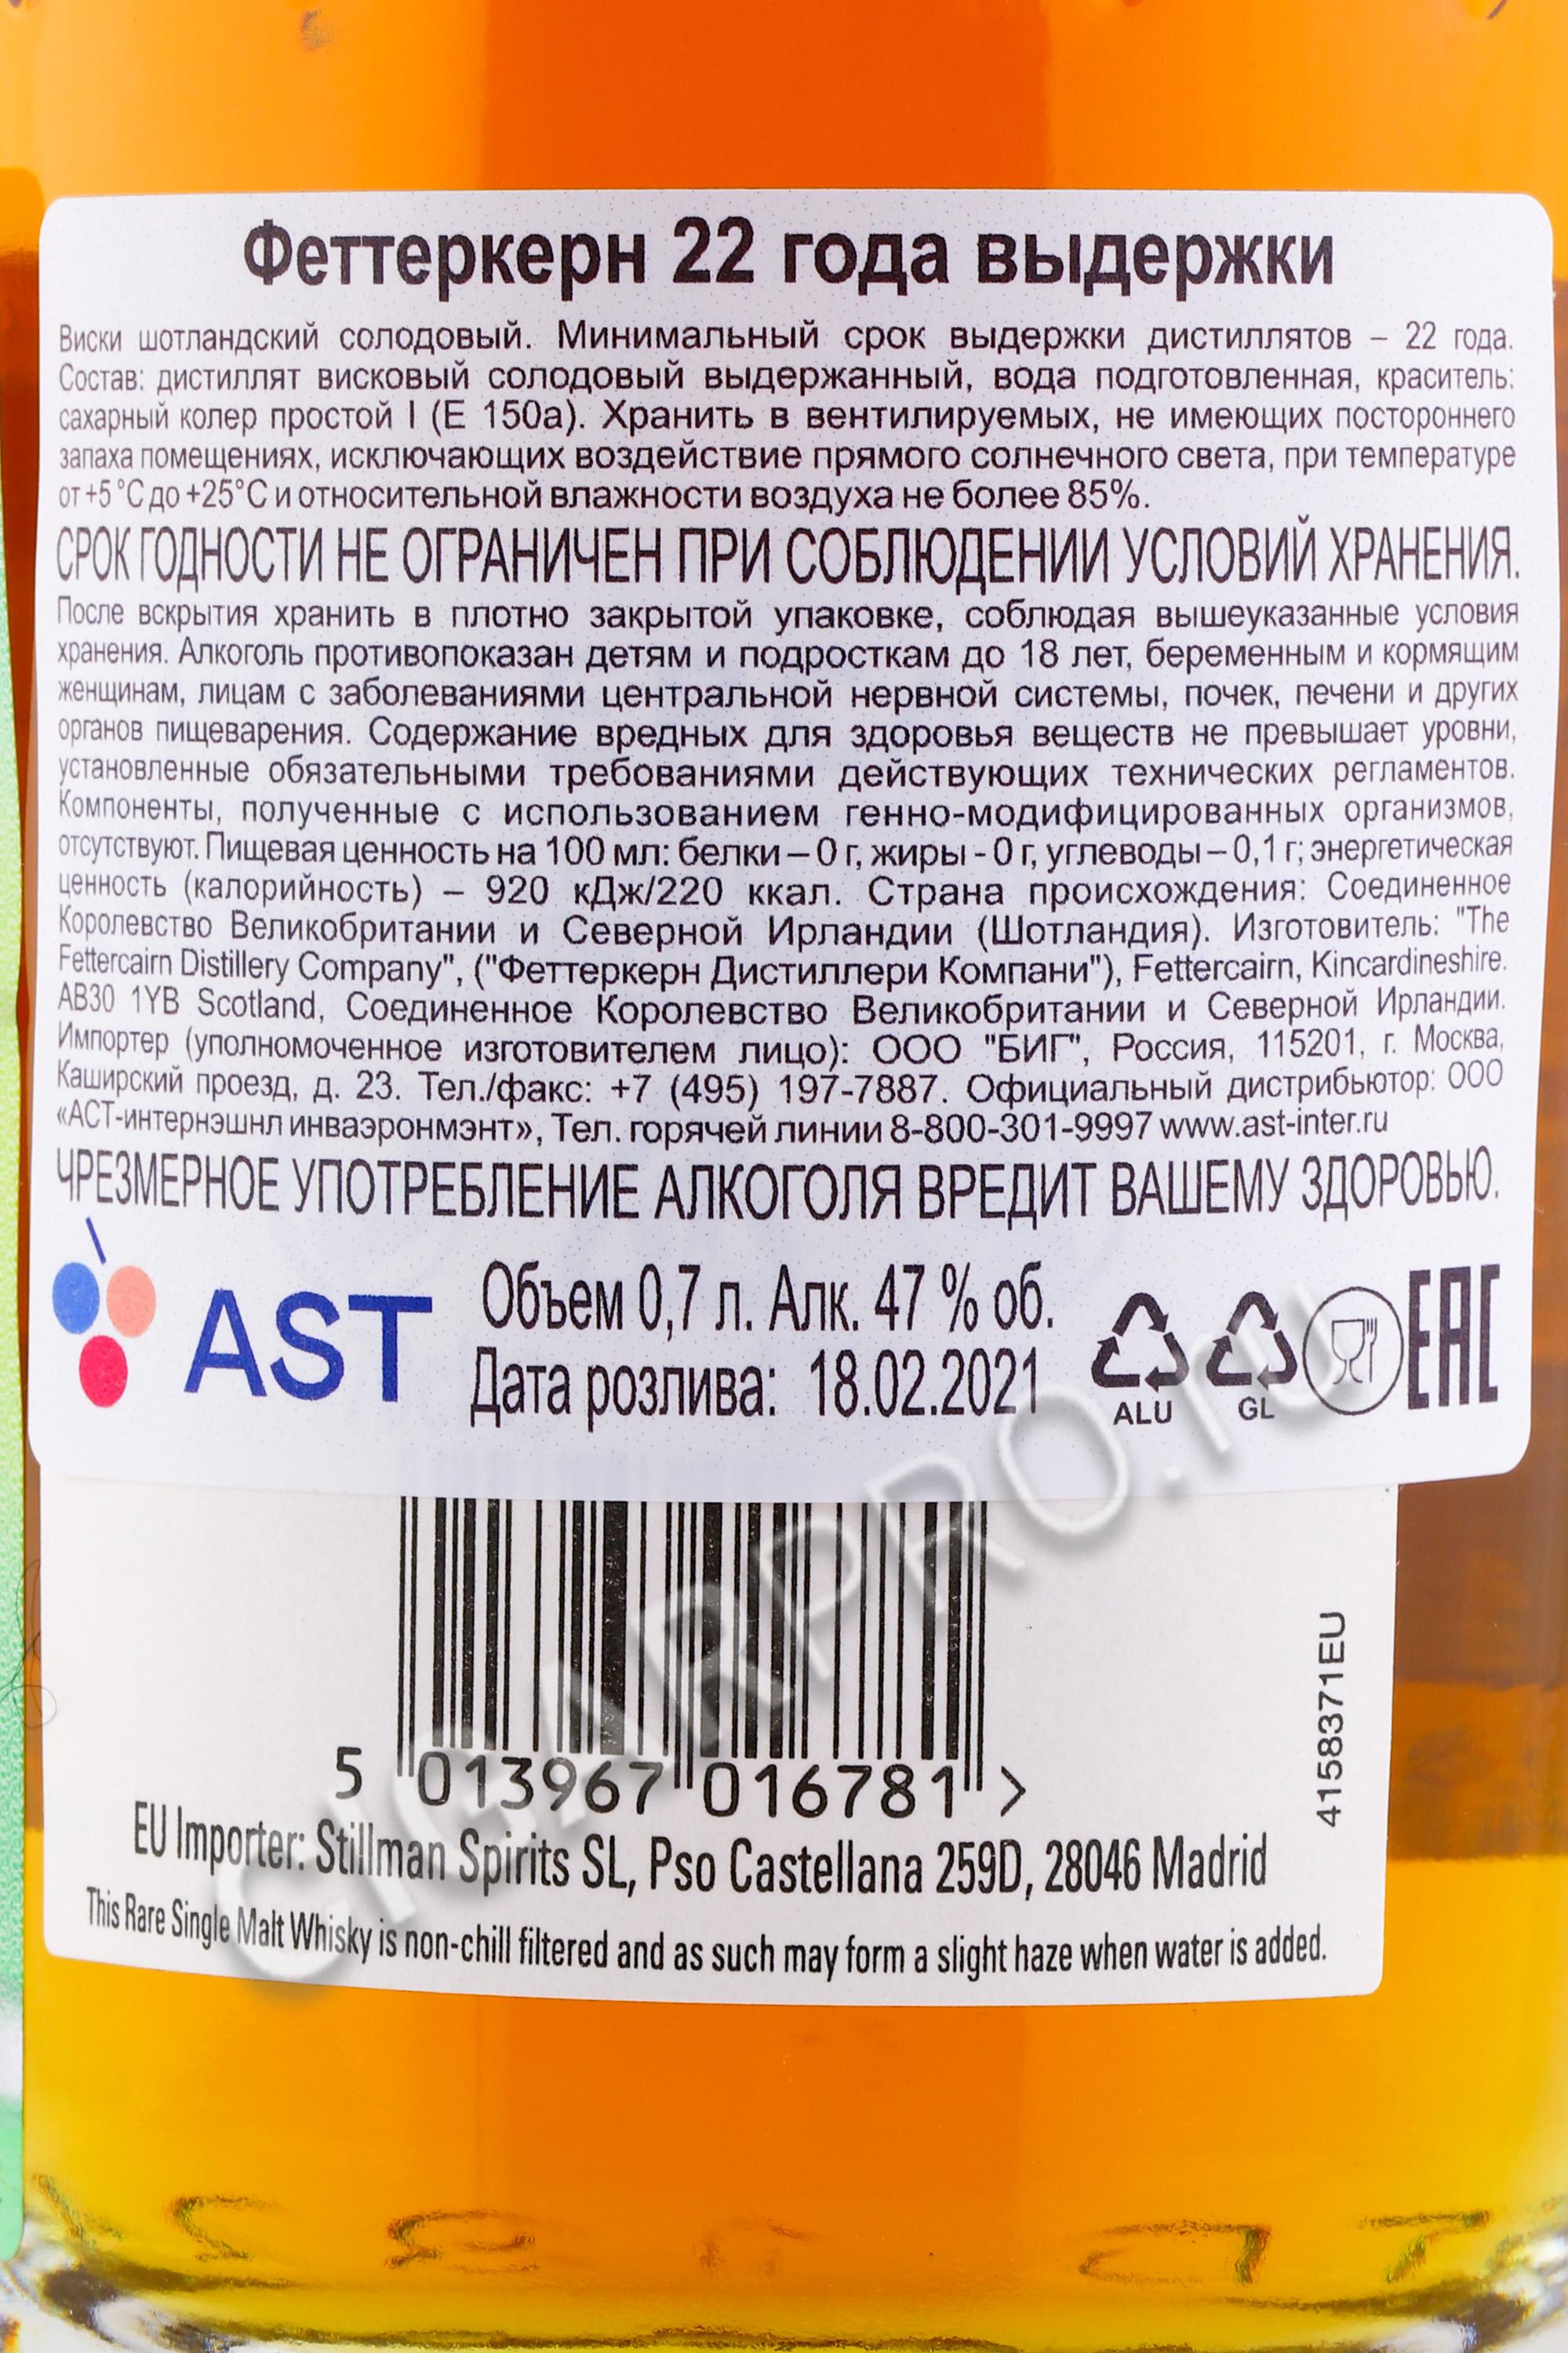 Феттеркерн 22 года выдержки
Виски шотландский солодовый. Минимальный срок выдержки дистиллятов – 22 года.
Состав: дистиллят висковый солодовый выдержанный, вода подготовленная, краситель:
сахарный колер простой I (Е 150а). Хранить в вентилируемых, не имеющих постороннего
запаха помещениях, исключающих воздействие прямого солнечного света, при температуре
от +5 °С до +25°С и относительной влажности воздуха не более 85%.
СРОК ГОДНОСТИ НЕ ОГРАНИЧЕН ПРИ СОБЛЮДЕНИИ УСЛОВИЙ ХРАНЕНИЯ.
После вскрытия хранить в плотно закрытой упаковке, соблюдая вышеуказанные условия
хранения. Алкоголь противопоказан детям и подросткам до 18 лет, беременным и кормящим
женщинам, лицам с заболеваниями центральной нервной системы, почек, печени и других
органов пищеварения. Содержание вредных для здоровья веществ не превышает уровни,
установленные обязательными требованиями действующих технических регламентов.
Компоненты, полученные с использованием генно-модифицированных организмов,
отсутствуют. Пищевая ценность на 100 мл: белки – 0 г, жиры - 0 г, углеводы – 0,1 г; энергетическая
ценность (калорийность) – 920 кДж/220 ккал. Страна происхождения: Соединенное
Королевство Великобритании и Северной Ирландии (Шотландия). Изготовитель: "The
Fettercairn Distillery Company", ("Феттеркерн Дистиллери Компани"), Fettercairn, Kincardineshire.
AB30 1YB Scotland, Соединенное Королевство Великобритании и Северной Ирландии.
Импортер (уполномоченное изготовителем лицо): ООО "БИГ", Россия, 115201, г. Москва,
Каширский проезд, д. 23. Тел./факс: +7 (495) 197-7887. Официальный дистрибьютор: ООО
«АСТ-интернэшнл инваэронмэнт», Тел. горячей линии 8-800-301-9997 www.ast-inter.ru
ЧРЕЗМЕРНОЕ УПОТРЕБЛЕНИЕ АЛКОГОЛЯ ВРЕДИТ ВАШЕМУ ЗДОРОВЬЮ.
AST
Объем 0,7 л. Алк. 47 % об.
Дата розлива: 18.02.2021
ALU
GL
EAC
5 013967 016781 >
4158371EU
EU Importer: Stillman Spirits SL, Pso Castellana 259D, 28046 Madrid
This Rare Single Malt Whisky is non-chill filtered and as such may form a slight haze when water is added.
CIGARPRO.ru